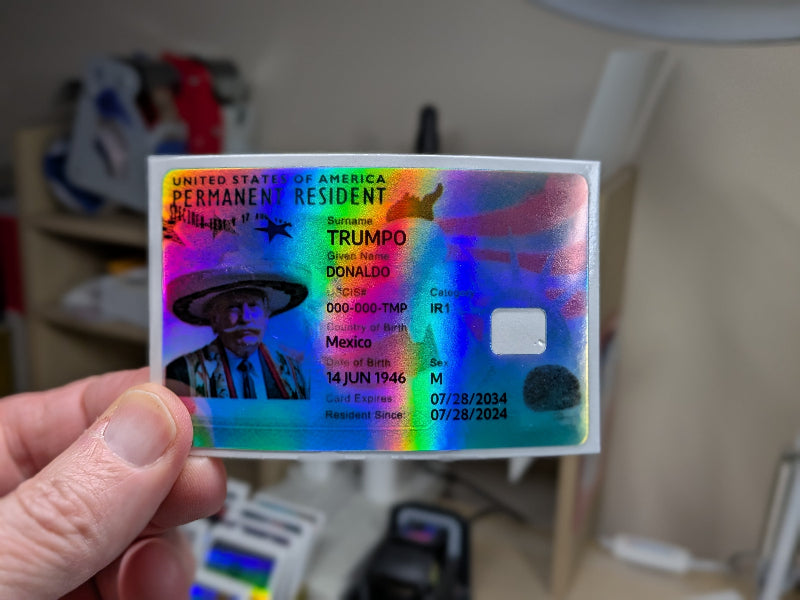 UNITED STATES OF AMERICA
PERMANENT RESIDENT
Surname
TRUMPO
Given Name
DONALDO
USCIS# Category
000-000-TMP IR1
Country of Birth
Mexico
Date of Birth Sex
14 JUN 1946 M
Card Expires: 07/28/2034
Resident Since: 07/28/2024